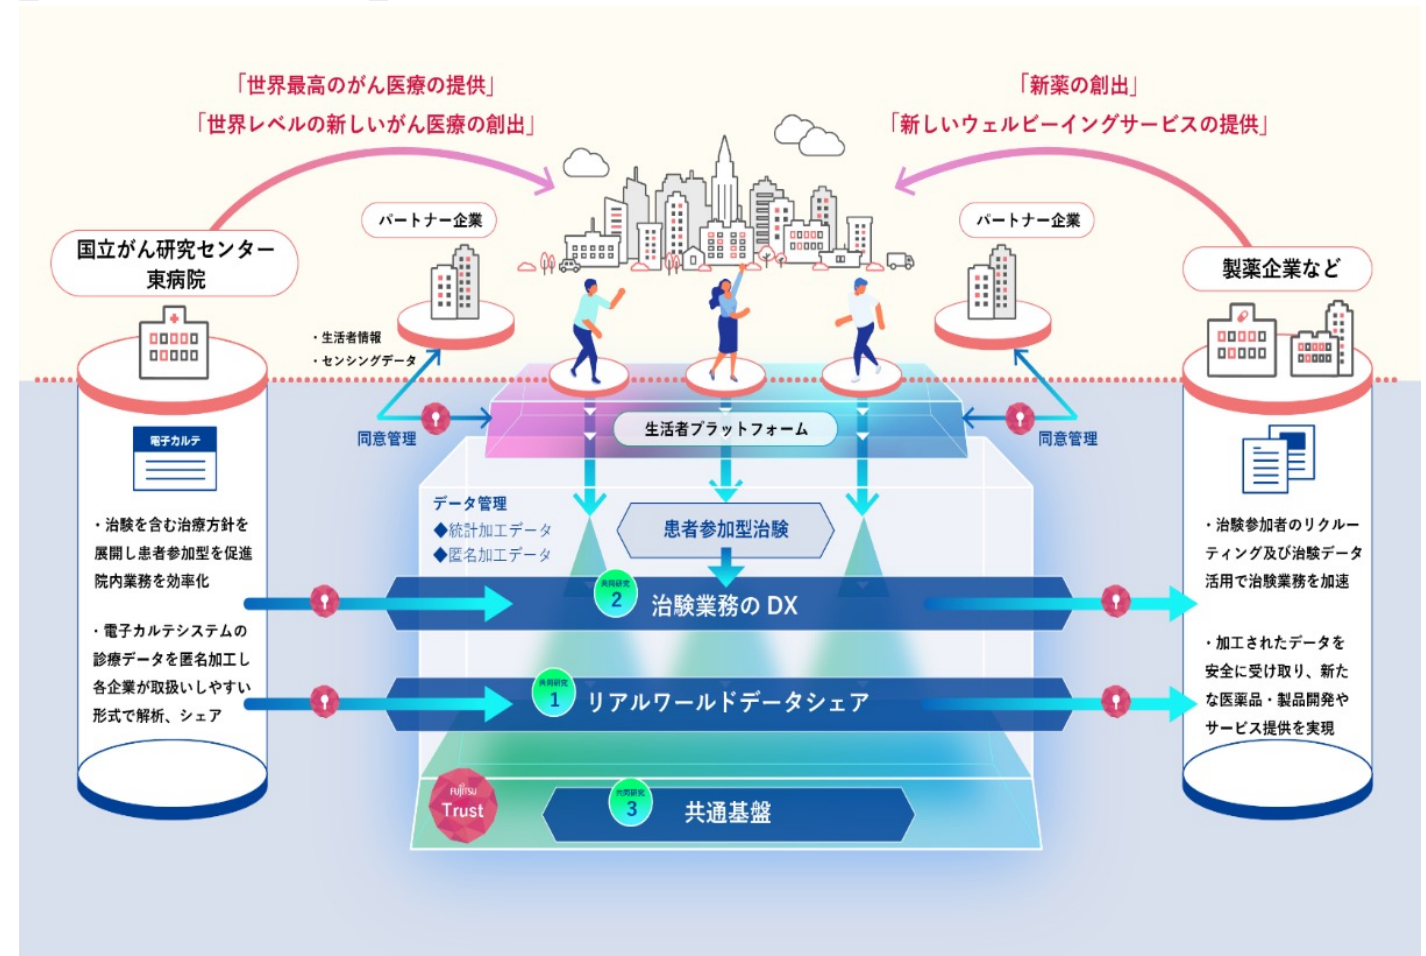 「世界最高のがん医療の提供」
「世界レベルの新しいがん医療の創出」
「新薬の創出」
「新しいウェルビーイングサービスの提供」
パートナー企業
パートナー企業
国立がん研究センター
東病院
製薬企業など
・生活者情報
・センシングデータ
同意管理
生活者プラットフォーム
同意管理
電子カルテ
・治験を含む治療方針を
展開し患者参加型を促進
院内業務を効率化
・電子カルテシステムの
診療データを匿名加工し
各企業が取扱いしやすい
形式で解析、シェア
データ管理
◆統計加工データ
◆匿名加工データ
患者参加型治験
共同研究
2
治験業務の DX
共同研究
1
リアルワールドデータシェア
FUJITSU
Trust
共同研究
3
共通基盤
・治験参加者のリクルー
ティング及び治験データ
活用で治験業務を加速
・加工されたデータを
安全に受け取り、新た
な医薬品・製品開発や
サービス提供を実現